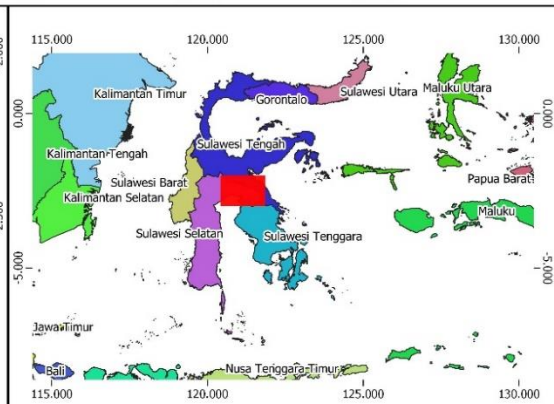 115.000 120.000 125.000 130.000
0.000 0.000
Kalimantan Timur
Gorontalo
Sulawesi Utara
Maluku Utara
Sulawesi Tengah
Kalimantan Tengah
Sulawesi Barat
Papua Barat
Kalimantan Selatan
Maluku
Sulawesi Selatan
Sulawesi Tenggara
-5.000 -5.000
Jawa Timur
Bali
Nusa Tenggara Timur
115.000 120.000 125.000 130.000